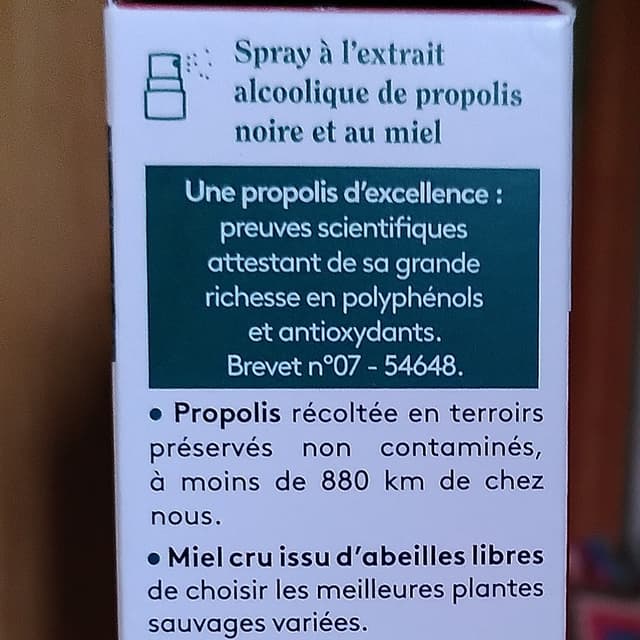 Spray à l'extrait
alcoolique de propolis
noire et au miel
Une propolis d'excellence :
preuves scientifiques
attestant de sa grande
richesse en polyphénols
et antioxydants.
Brevet n°07 - 54648.
• Propolis récoltée en terroirs
préservés non contaminés,
à moins de 880 km de chez
nous.
• Miel cru issu d'abeilles libres
de choisir les meilleures plantes
sauvages variées.